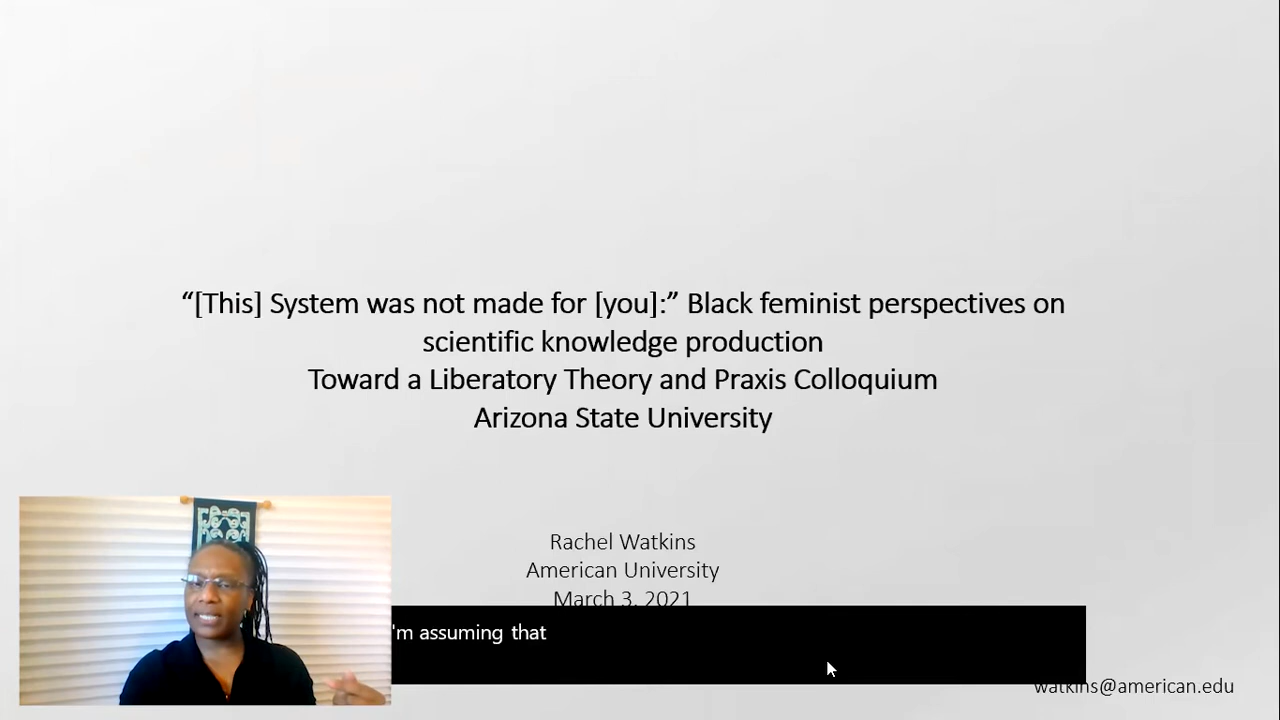 “[This] System was not made for [you]:” Black feminist perspectives on
scientific knowledge production
Toward a Liberatory Theory and Praxis Colloquium
Arizona State University
Rachel Watkins
American University
March 3, 2021
'm assuming that
watkins@american.edu